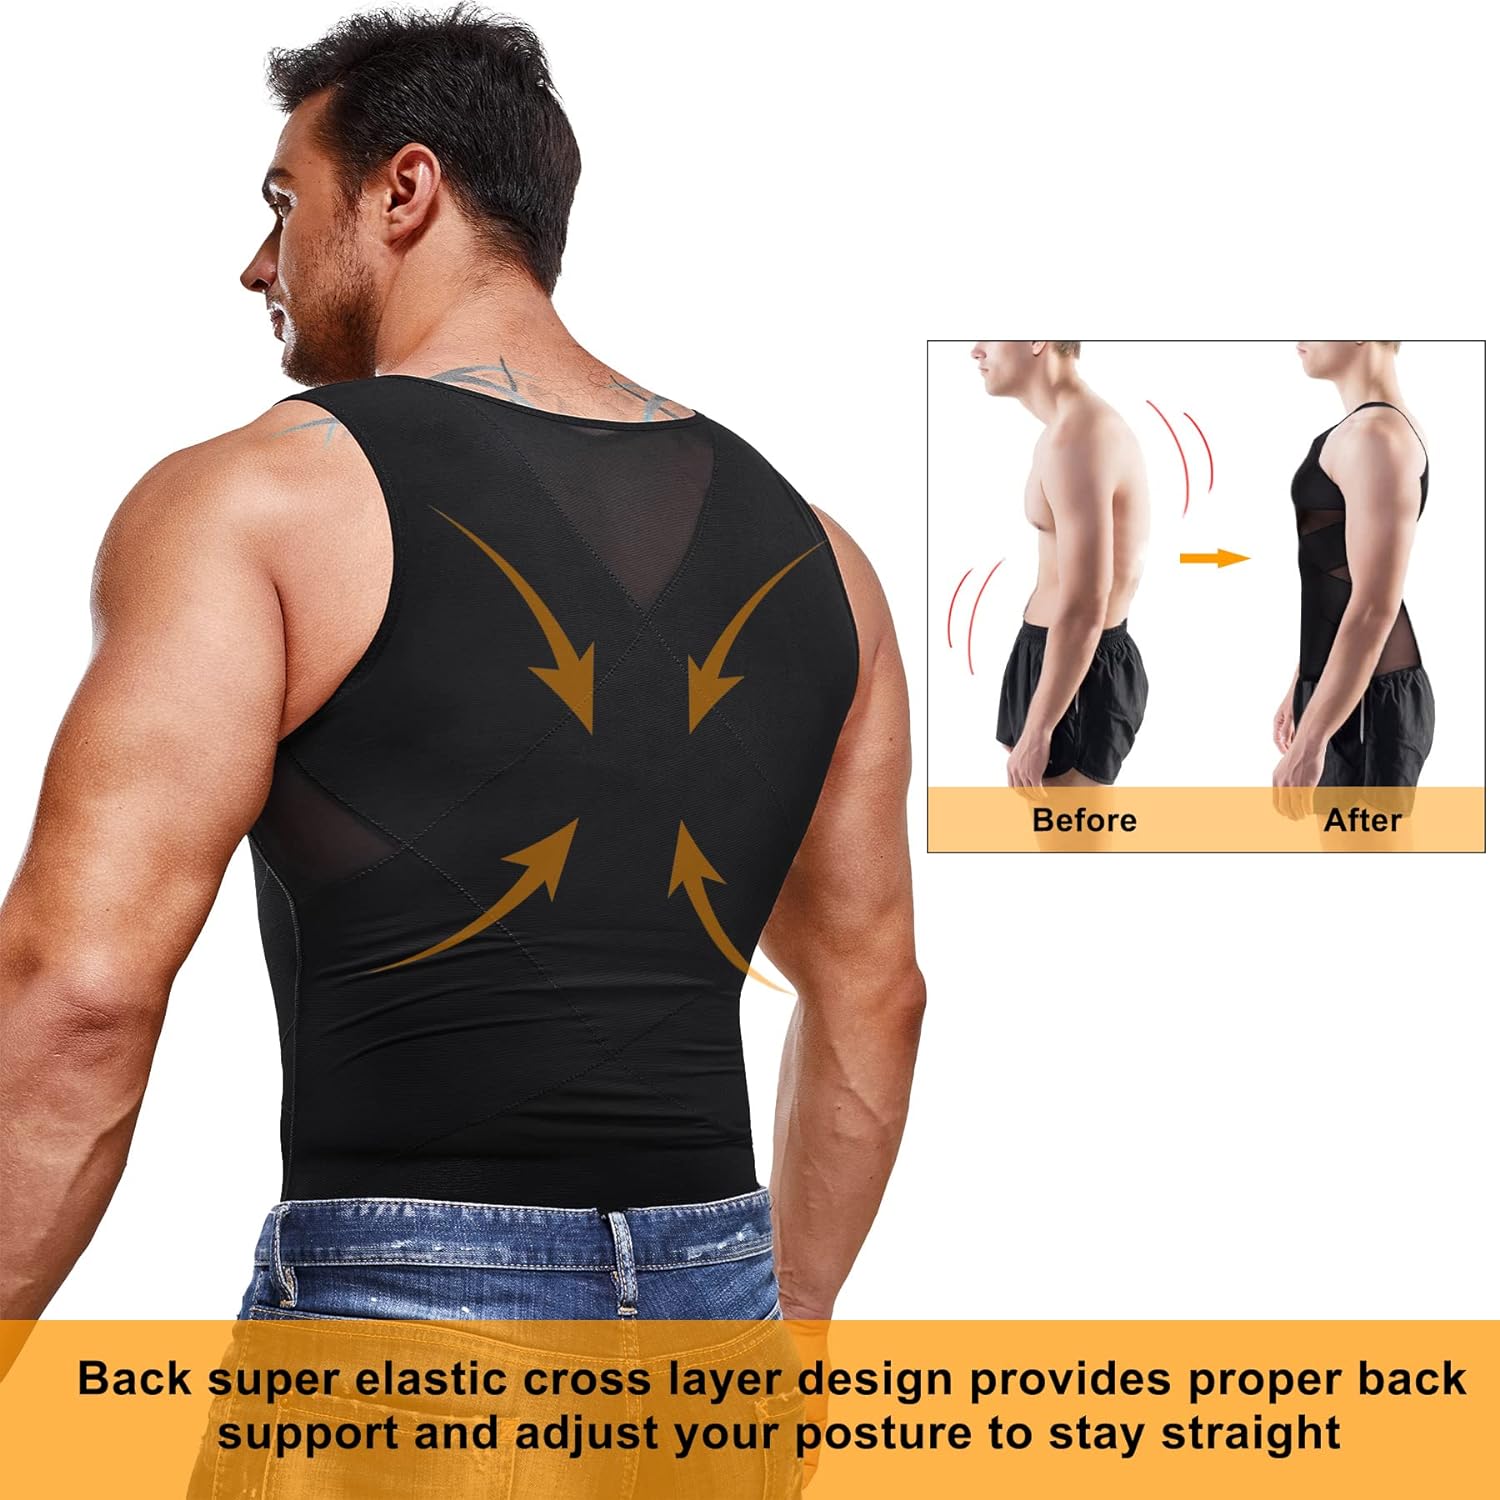 Before
After
Back super elastic cross layer design provides proper back
support and adjust your posture to stay straight